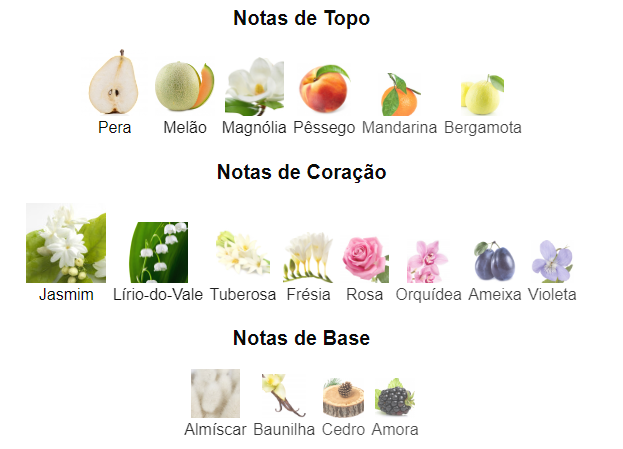 Notas de Topo
Pera Melão Magnólia Pêssego Mandarina Bergamota
Notas de Coração
Jasmim Lírio-do-Vale Tuberosa Frésia Rosa Orquídea Ameixa Violeta
Notas de Base
Almíscar Baunilha Cedro Amora